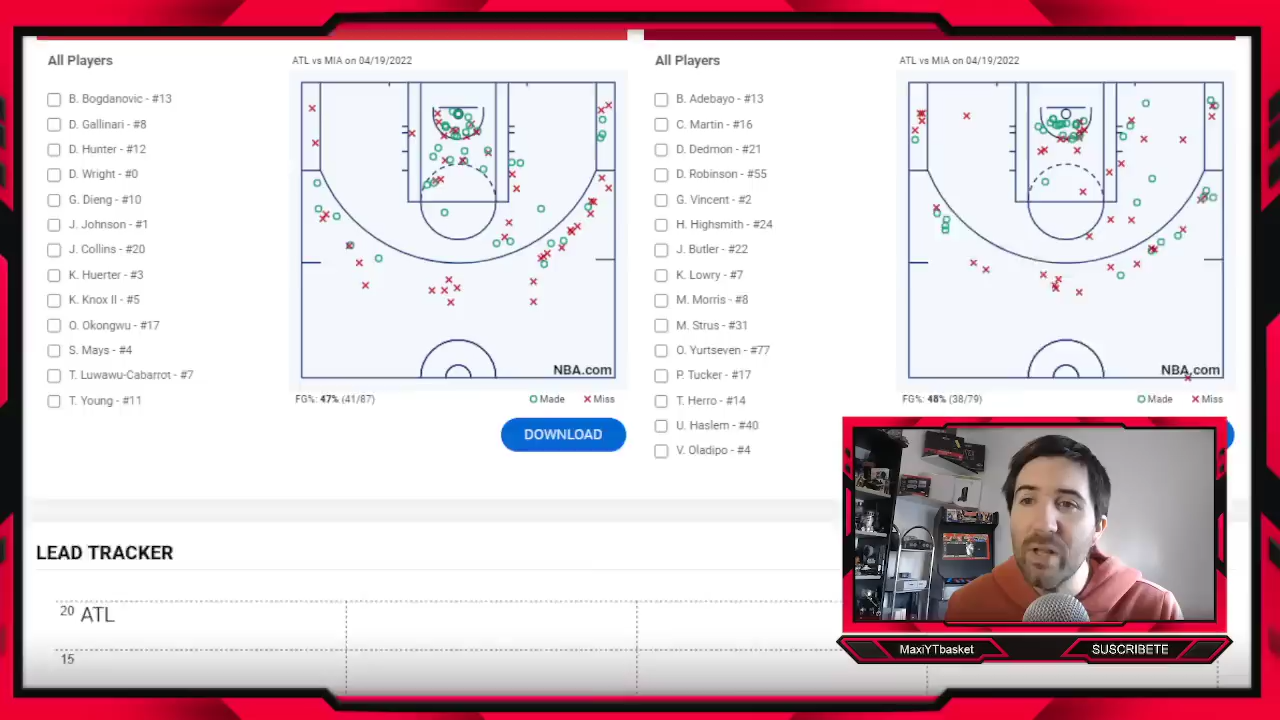 All Players
ATL vs MIA on 04/19/2022
B. Bogdanovic - #13
D. Gallinari - #8
D. Hunter - #12
D. Wright - #0
G. Dieng - #10
J. Johnson - #1
J. Collins - #20
K. Huerter - #3
K. Knox II - #5
O. Okongwu - #17
S. Mays - #4
T. Luwawu-Cabarrot - #7
T. Young - #11
NBA.com
FG%: 47% (41/87)
Made
Miss
DOWNLOAD
All Players
ATL vs MIA on 04/19/2022
B. Adebayo - #13
C. Martin - #16
D. Dedmon - #21
D. Robinson - #55
G. Vincent - #2
H. Highsmith - #24
J. Butler - #22
K. Lowry - #7
M. Morris - #8
M. Strus - #31
O. Yurtseven - #77
P. Tucker - #17
T. Herro - #14
U. Haslem - #40
V. Oladipo - #4
NBA.com
FG%: 48% (38/79)
Made
Miss
LEAD TRACKER
20
ATL
15
MaxiYTbasket
SUSCRIBETE